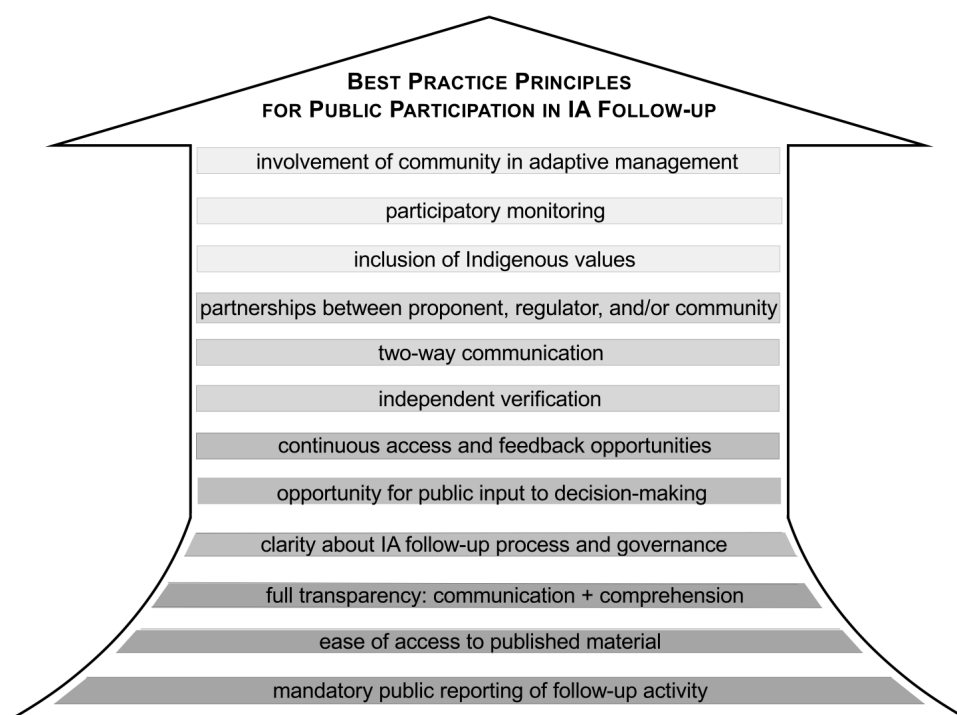 BEST PRACTICE PRINCIPLES
FOR PUBLIC PARTICIPATION IN IA FOLLOW-UP
involvement of community in adaptive management
participatory monitoring
inclusion of Indigenous values
partnerships between proponent, regulator, and/or community
two-way communication
independent verification
continuous access and feedback opportunities
opportunity for public input to decision-making
clarity about IA follow-up process and governance
full transparency: communication + comprehension
ease of access to published material
mandatory public reporting of follow-up activity